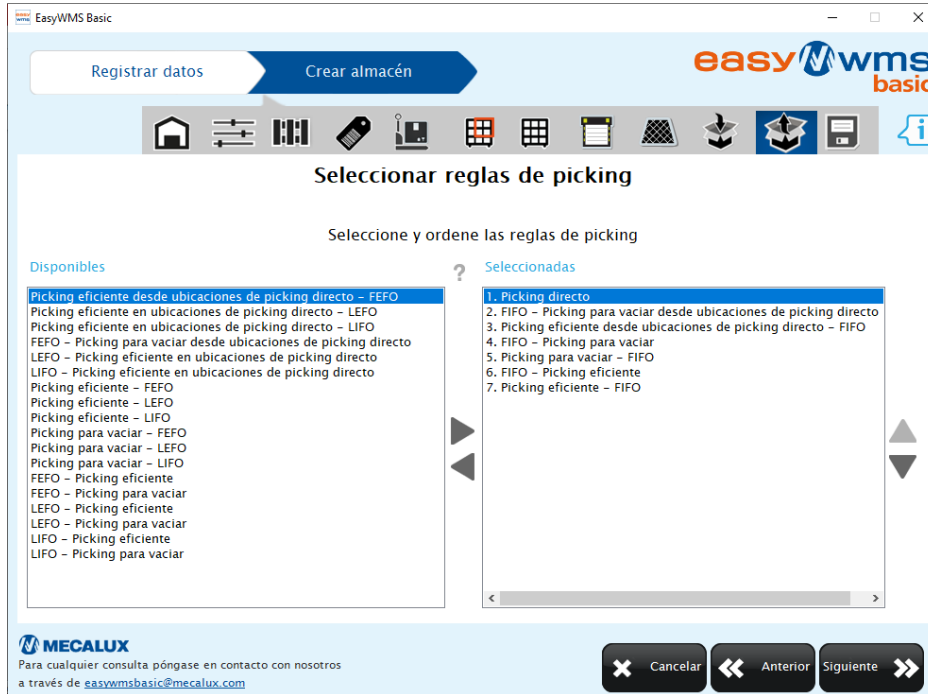 easy wms
EasyWMS Basic
Registrar datos
Crear almacén
easy wms
basic
i
Seleccionar reglas de picking
Seleccione y ordene las reglas de picking
Disponibles
?
Seleccionadas
Picking eficiente desde ubicaciones de picking directo - FEFO
Picking eficiente en ubicaciones de picking directo - LEFO
Picking eficiente en ubicaciones de picking directo - LIFO
FEFO - Picking para vaciar desde ubicaciones de picking directo
LEFO - Picking eficiente en ubicaciones de picking directo
LIFO - Picking eficiente en ubicaciones de picking directo
Picking eficiente - FEFO
Picking eficiente - LEFO
Picking eficiente - LIFO
Picking para vaciar - FEFO
Picking para vaciar - LEFO
Picking para vaciar - LIFO
FEFO - Picking eficiente
FEFO - Picking para vaciar
LEFO - Picking eficiente
LEFO - Picking para vaciar
LIFO - Picking eficiente
LIFO - Picking para vaciar
1. Picking directo
2. FIFO - Picking para vaciar desde ubicaciones de picking directo
3. Picking eficiente desde ubicaciones de picking directo - FIFO
4. FIFO - Picking para vaciar
5. Picking para vaciar - FIFO
6. FIFO - Picking eficiente
7. Picking eficiente - FIFO
MECALUX
Para cualquier consulta póngase en contacto con nosotros
a través de easywmsbasic@mecalux.com
Cancelar
Anterior
Siguiente